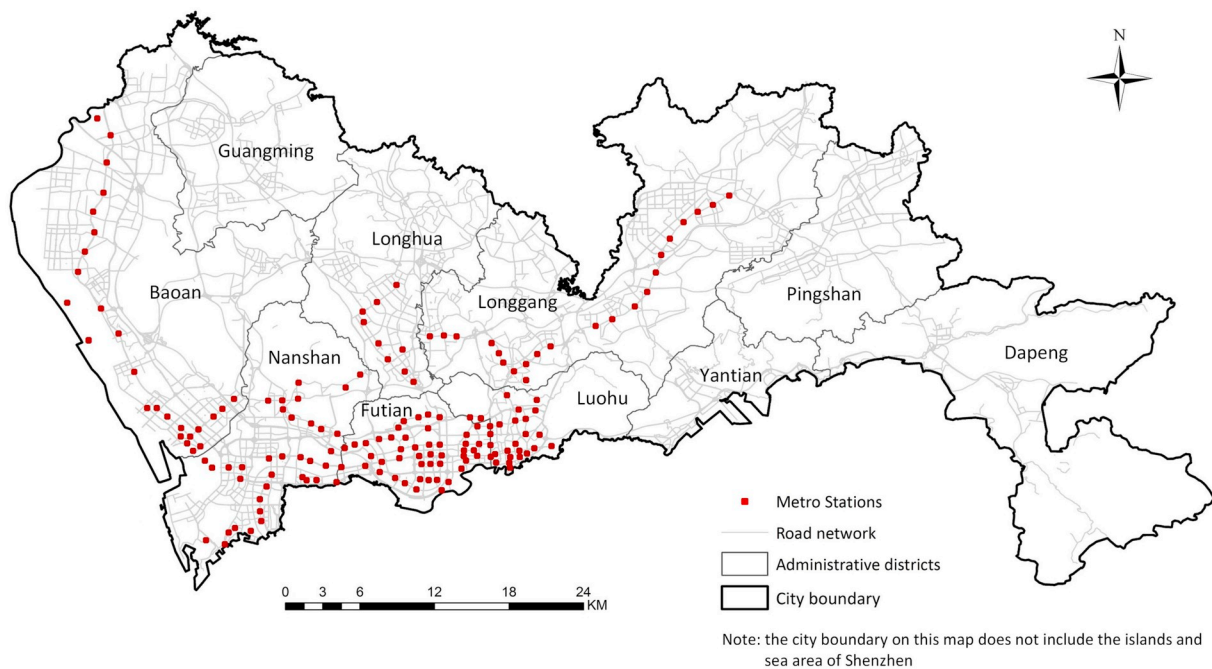 N
Guangming
Longhua
Baoan
Longgang
Pingshan
Nanshan
Dapeng
Yantian
Futian
Luohu
Metro Stations
Road network
Administrative districts
City boundary
0 3 6 12 18 24
KM
Note: the city boundary on this map does not include the islands and
sea area of Shenzhen